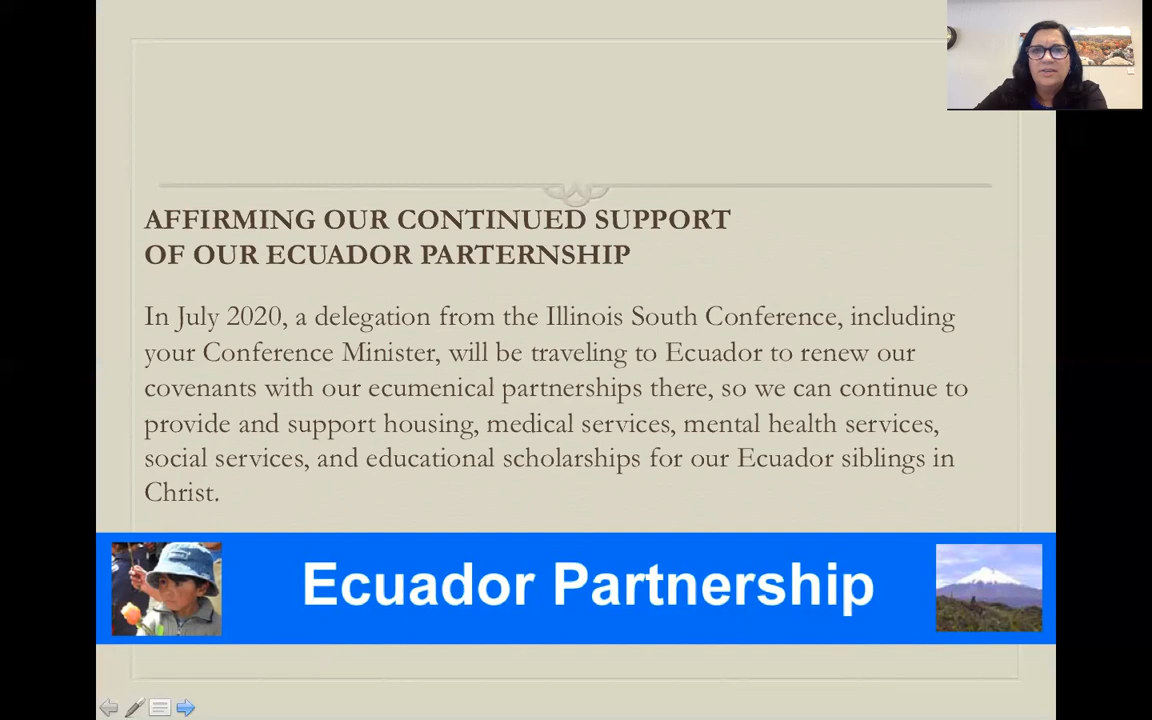 AFFIRMING OUR CONTINUED SUPPORT
OF OUR ECUADOR PARTERNSHIP
In July 2020, a delegation from the Illinois South Conference, including
your Conference Minister, will be traveling to Ecuador to renew our
covenants with our ecumenical partnerships there, so we can continue to
provide and support housing, medical services, mental health services,
social services, and educational scholarships for our Ecuador siblings in
Christ.
Ecuador Partnership